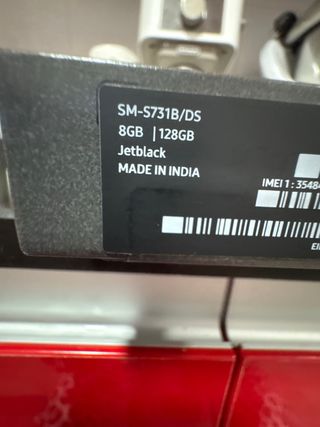 SM-S731B/DS
8GB | 128GB
Jetblack
MADE IN INDIA
IMEI 1 : 3548